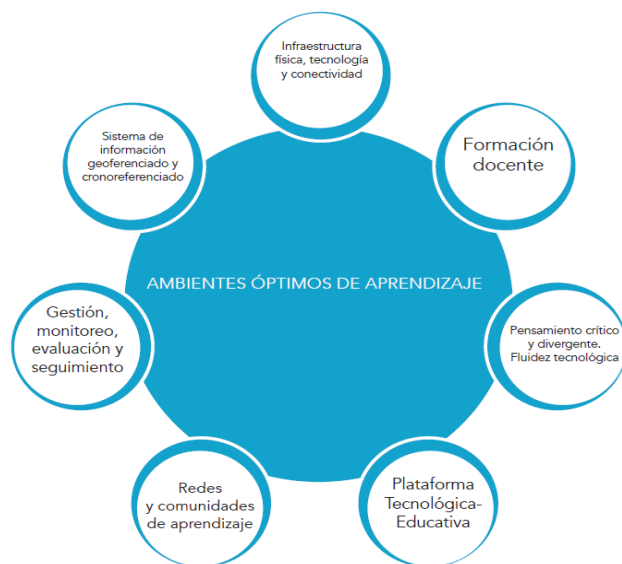 Infraestructura
física, tecnología
y conectividad
Formación
docente
Pensamiento crítico
y divergente.
Fluidez tecnológica
Plataforma
Tecnológica-
Educativa
Redes
y comunidades
de aprendizaje
Gestión,
monitoreo,
evaluación y
seguimiento
Sistema de
información
geoferenciado y
cronoreferenciado
AMBIENTES ÓPTIMOS DE APRENDIZAJE